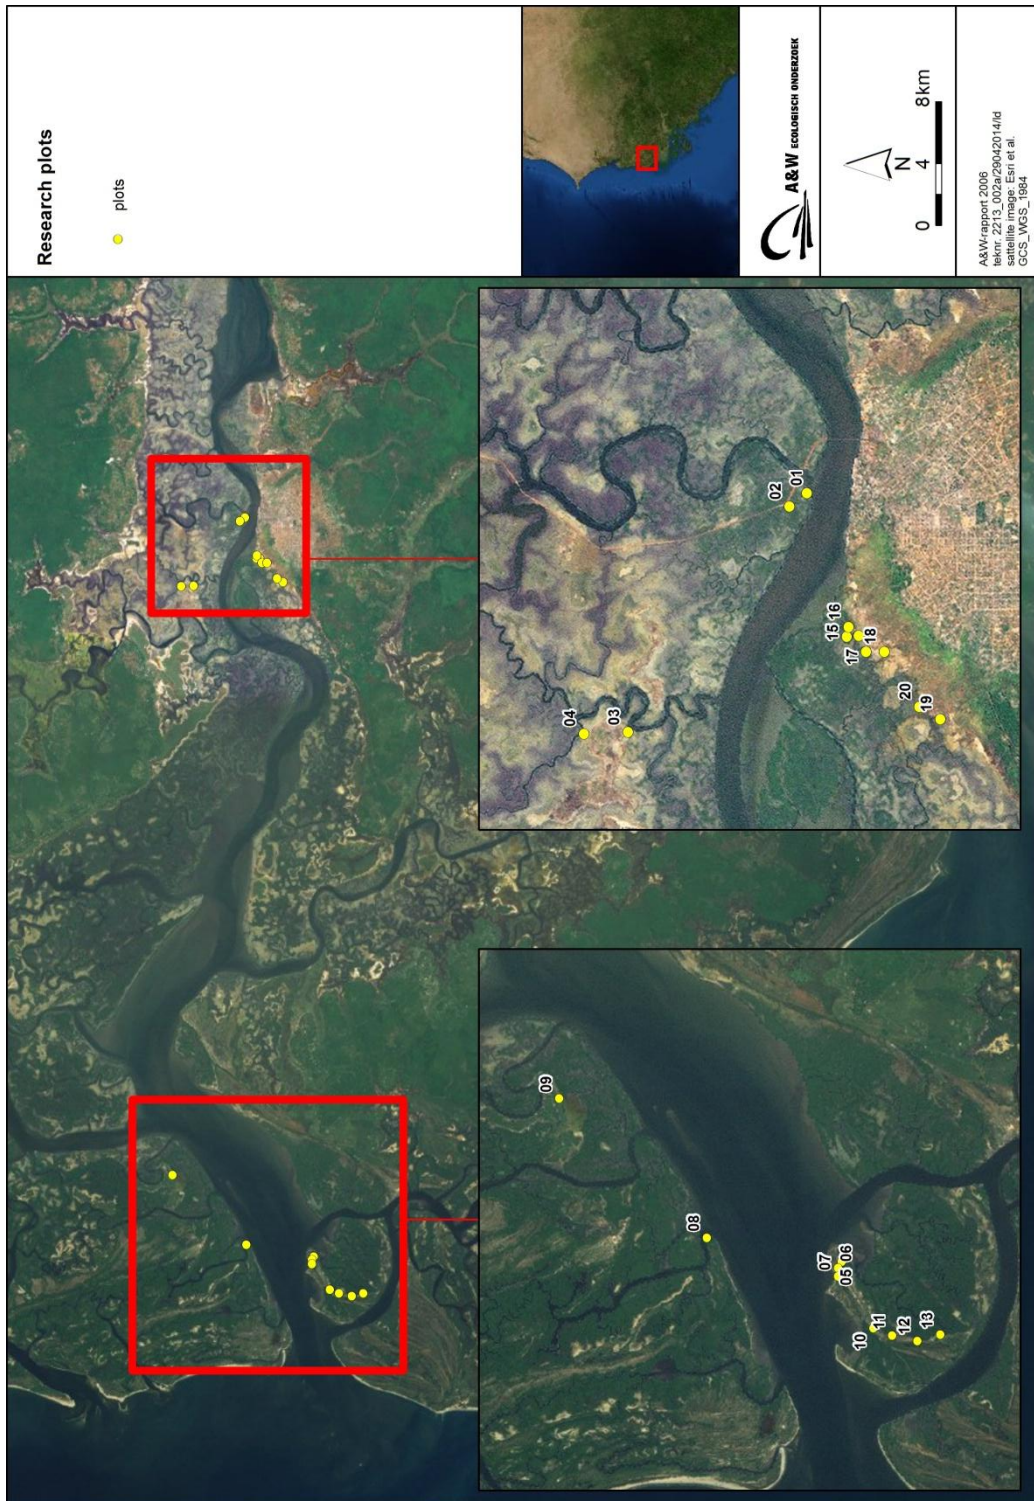 Research plots
plots
A&W ECOLOGISCH ONDERZOEK
N
0 4 8km
A&W-rapport 2006
teknr. 2213_002a/29042014/ld
sattellite image: Esri et al.
GCS_WGS_1984
04
03
02
01
15
16
17
18
20
19
09
08
07
05
06
10
11
12
13